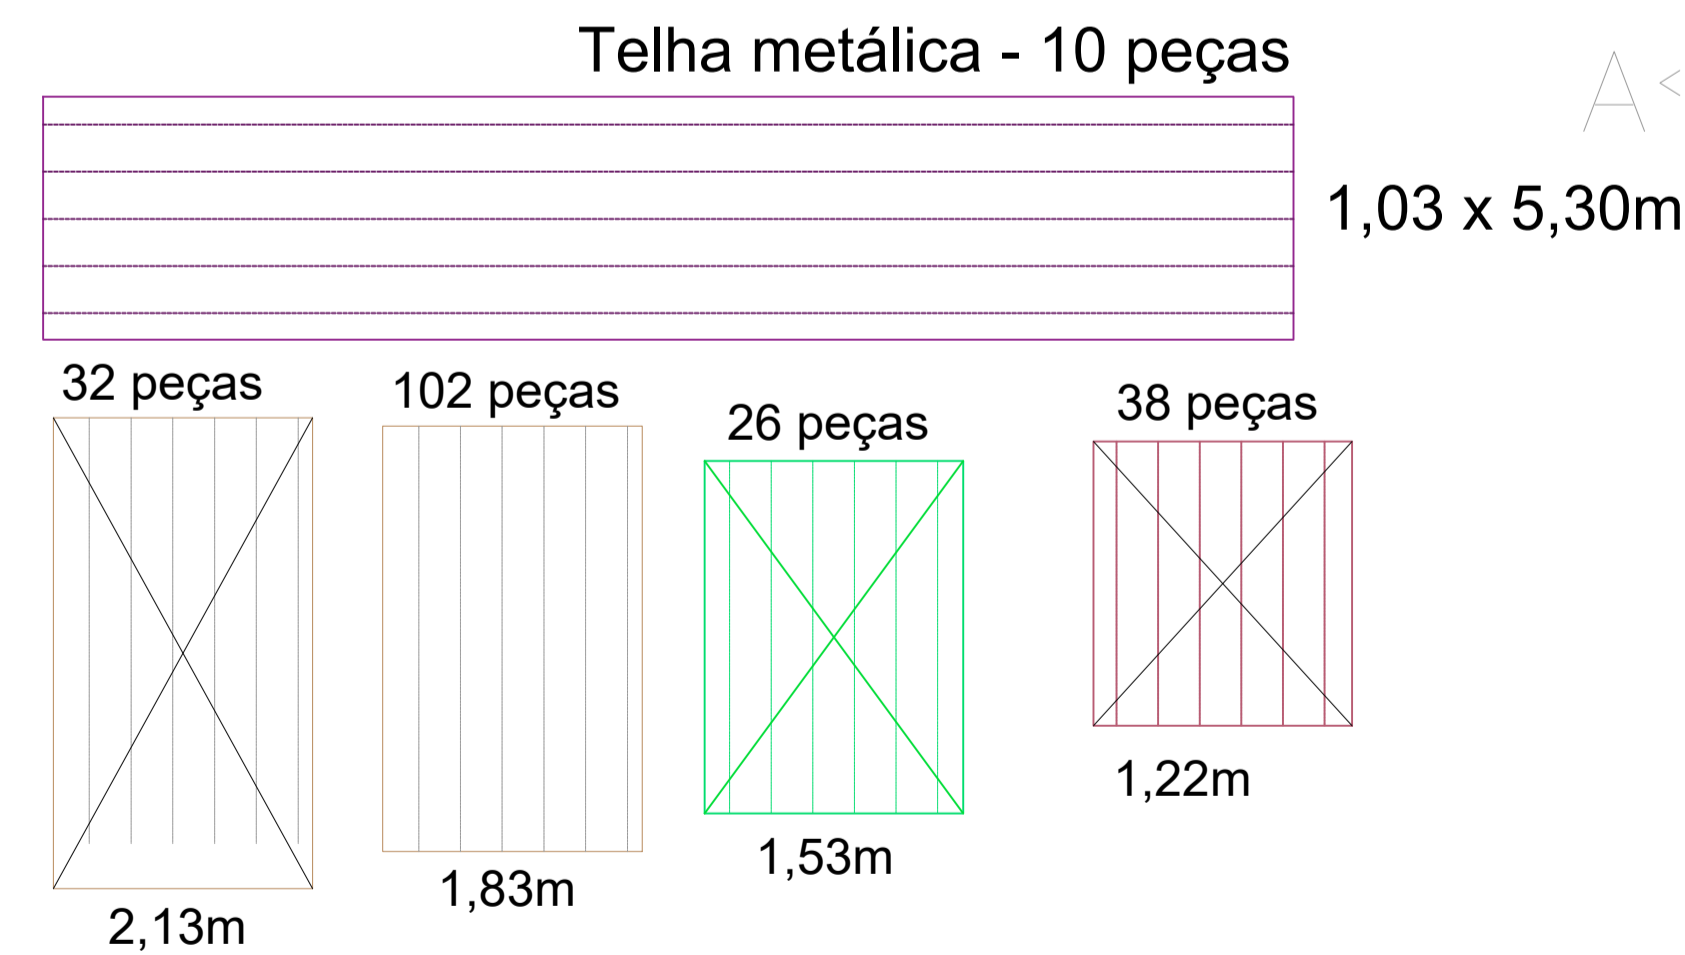 Telha metálica - 10 peças
A
1,03 x 5,30m
32 peças
102 peças
26 peças
38 peças
1,22m
1,53m
1,83m
2,13m